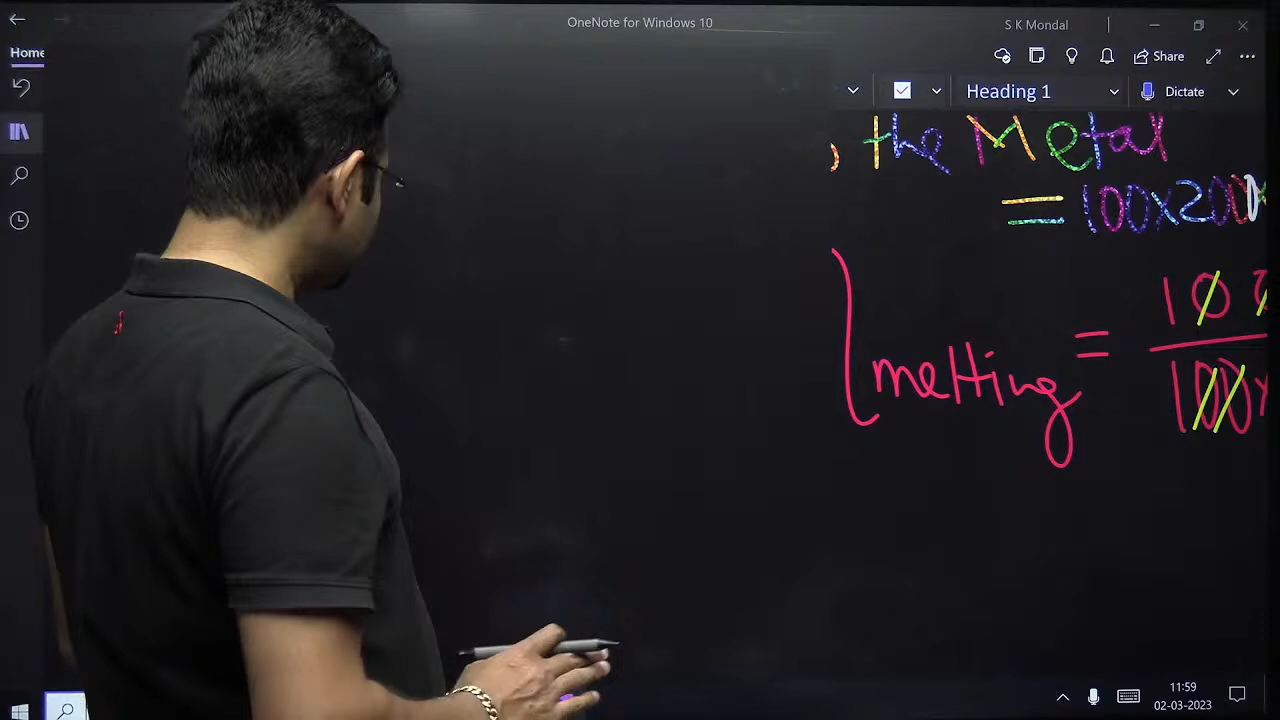 OneNote for Windows 10
S K Mondal
Home
Share
Heading 1
Dictate
, the Metal
= 100x200
melting =
100x
11:59
02-03-2023